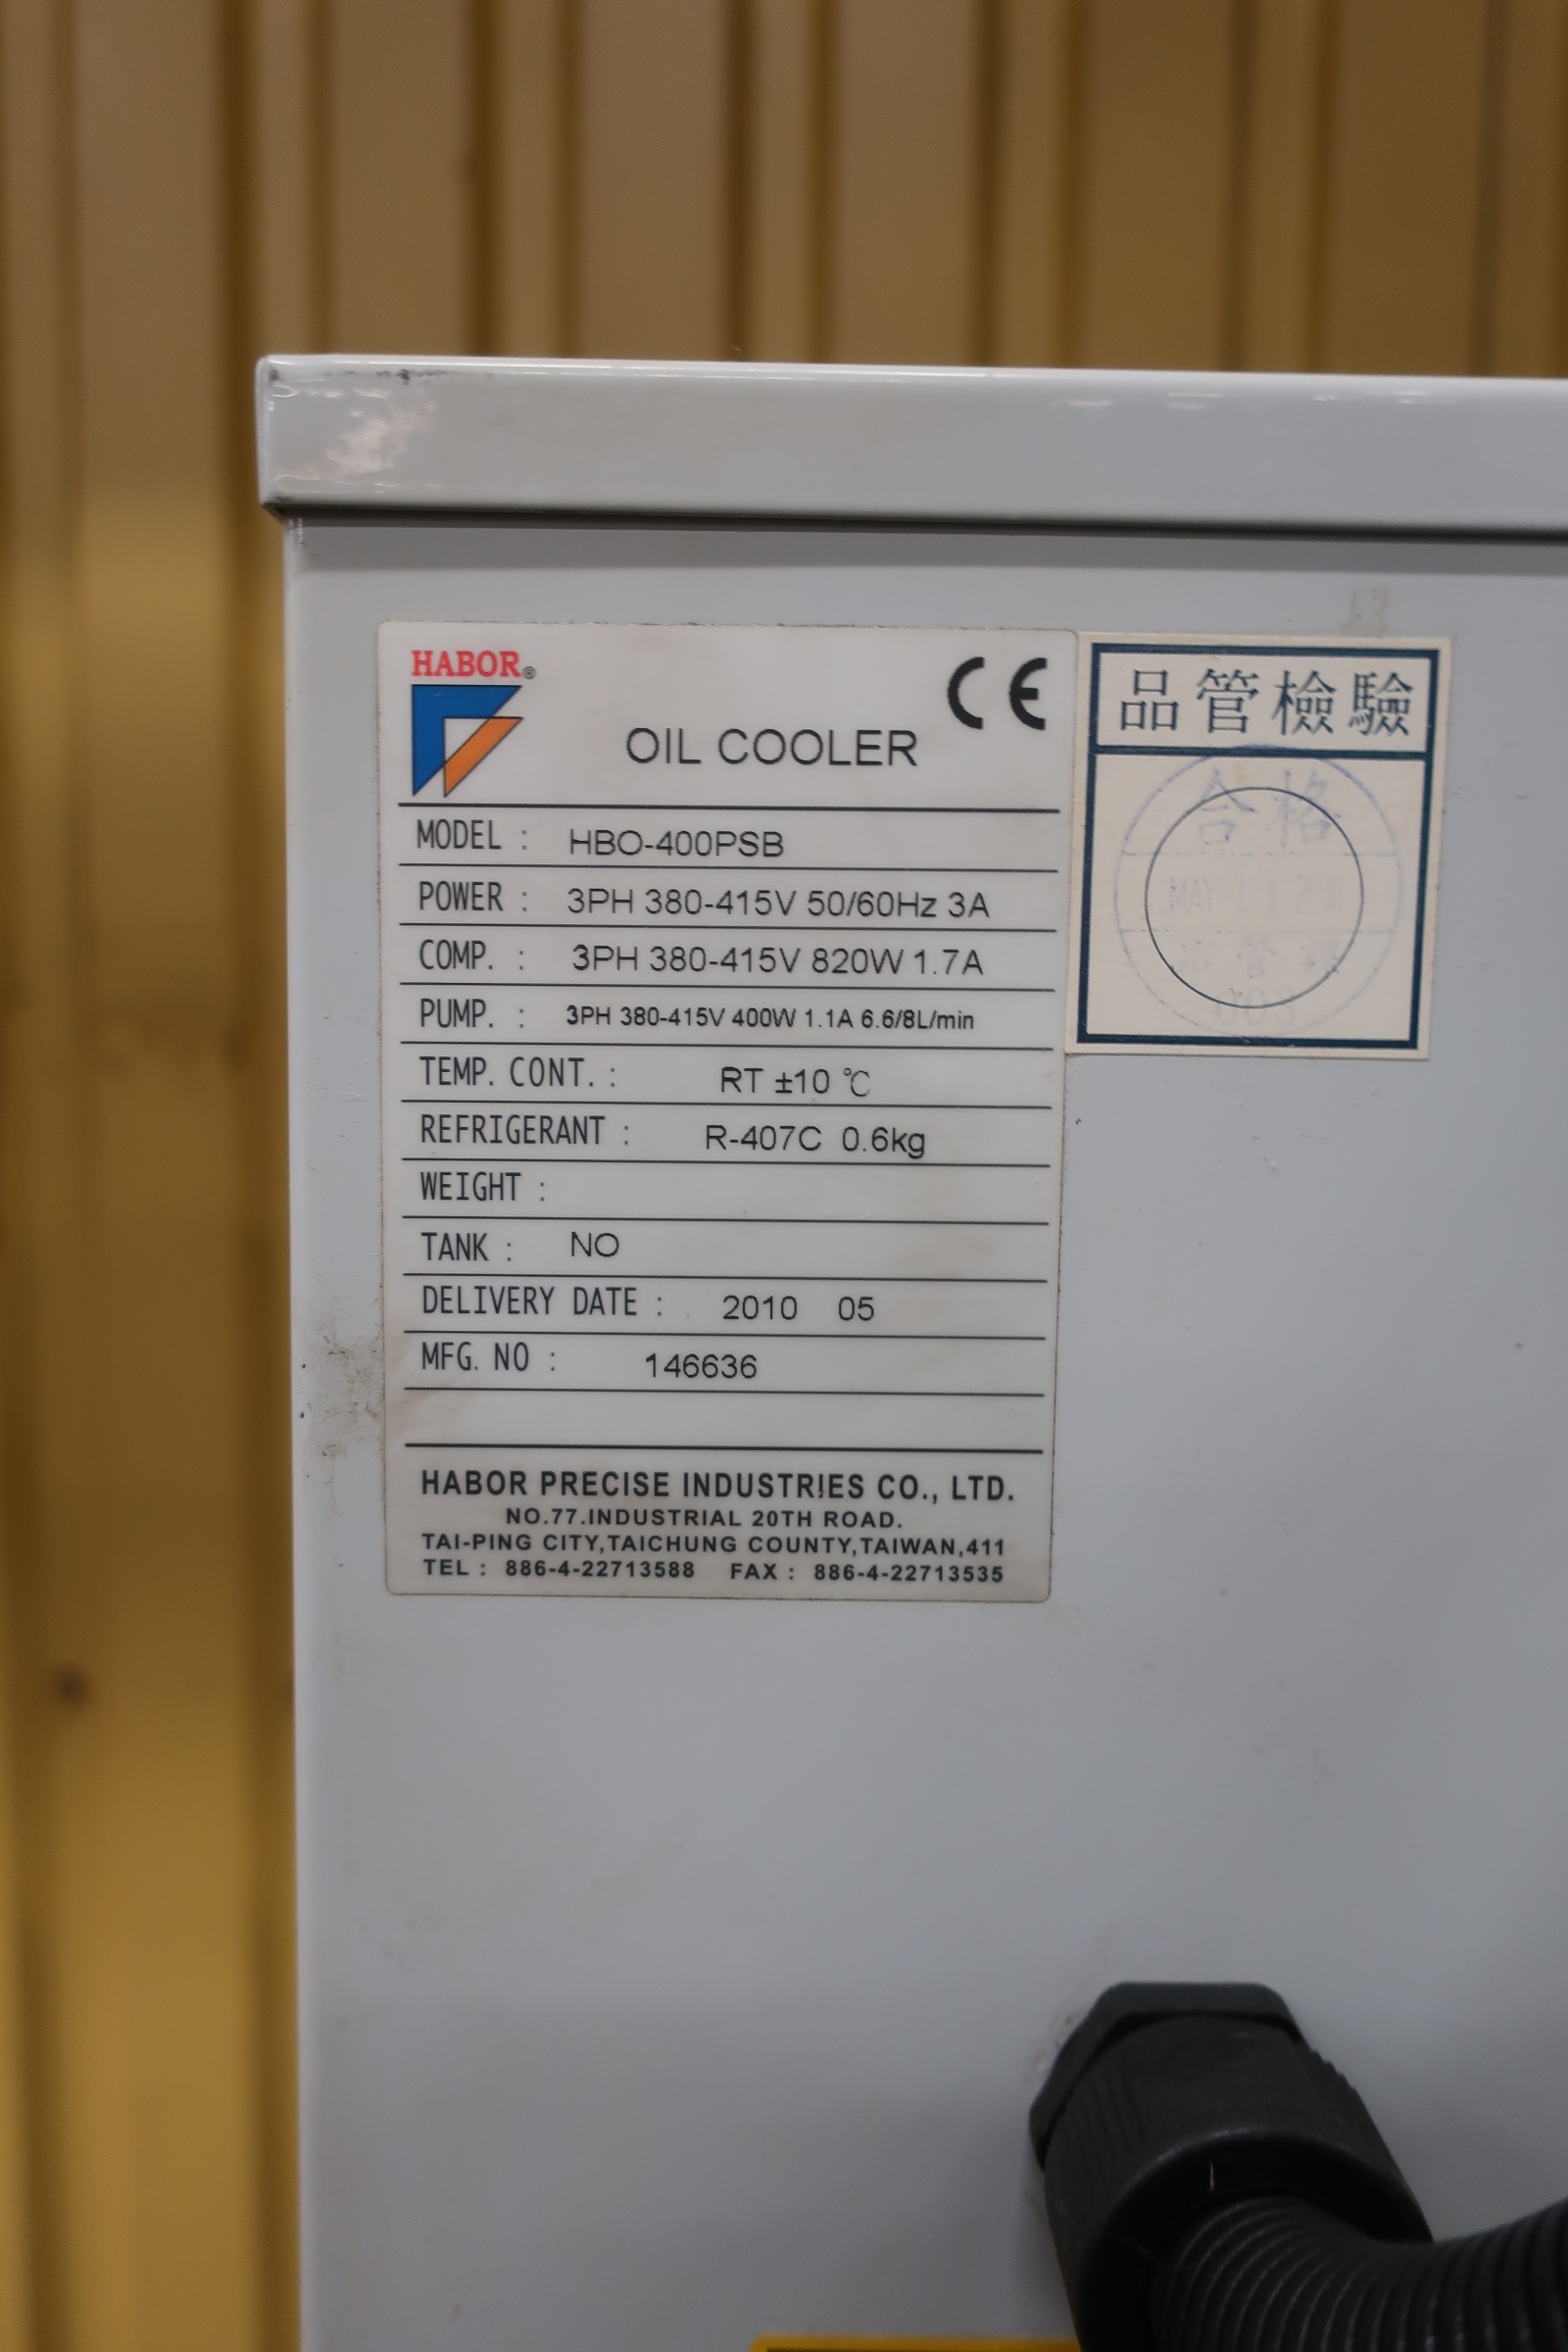 HABOR®
CE
OIL COOLER
MODEL : HBO-400PSB
POWER : 3PH 380-415V 50/60Hz 3A
COMP. : 3PH 380-415V 820W 1.7A
PUMP. : 3PH 380-415V 400W 1.1A 6.6/8L/min
TEMP. CONT. : RT ±10 ℃
REFRIGERANT : R-407C 0.6kg
WEIGHT :
TANK : NO
DELIVERY DATE : 2010 05
MFG. NO : 146636
HABOR PRECISE INDUSTRIES CO., LTD.
NO.77.INDUSTRIAL 20TH ROAD.
TAI-PING CITY,TAICHUNG COUNTY,TAIWAN,411
TEL : 886-4-22713588 FAX : 886-4-22713535
品管檢驗
合格